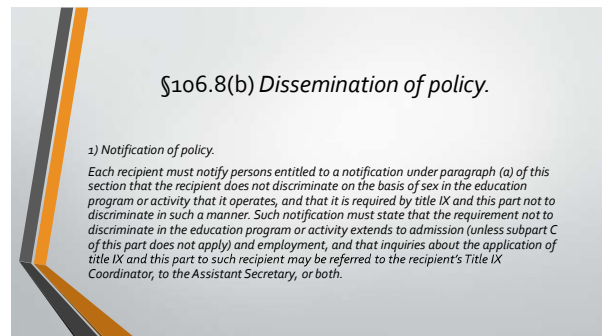 §106.8(b) Dissemination of policy.
1) Notification of policy.
Each recipient must notify persons entitled to a notification under paragraph (a) of this
section that the recipient does not discriminate on the basis of sex in the education
program or activity that it operates, and that it is required by title IX and this part not to
discriminate in such a manner. Such notification must state that the requirement not to
discriminate in the education program or activity extends to admission (unless subpart C
of this part does not apply) and employment, and that inquiries about the application of
title IX and this part to such recipient may be referred to the recipient's Title IX
Coordinator, to the Assistant Secretary, or both.